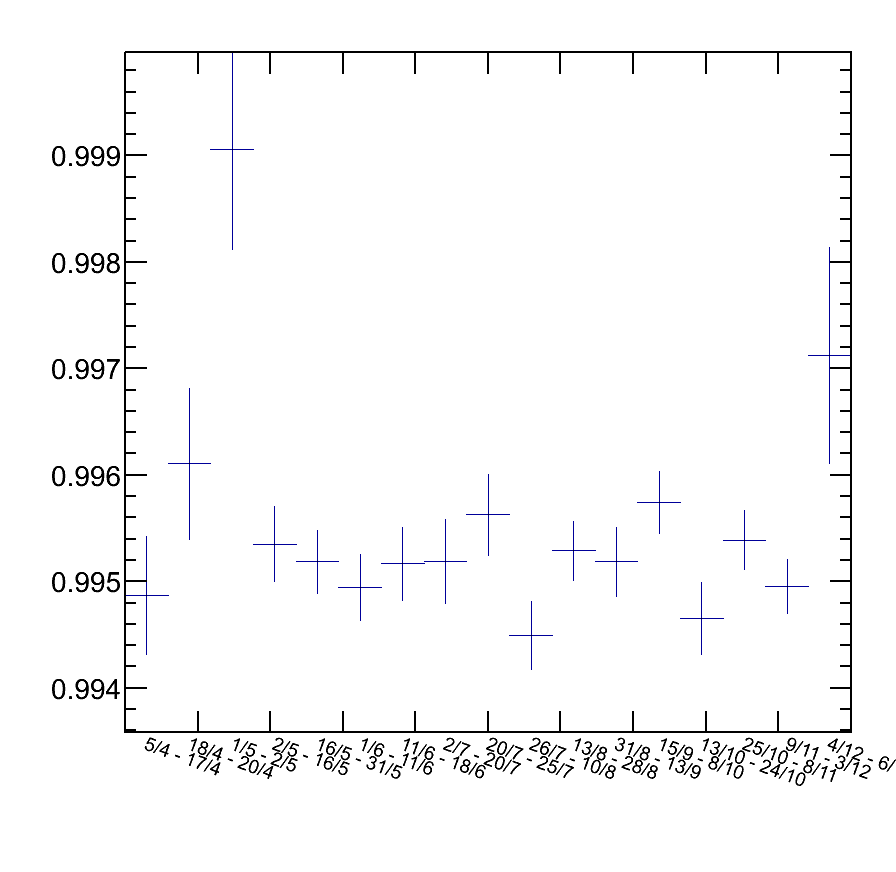 0.999
0.998
0.997
0.996
0.995
0.994
5/4 - 17/4
18/4 - 20/4
1/5 - 2/5
2/5 - 16/5
16/5 - 31/5
1/6 - 11/6
11/6 - 18/6
2/7 - 20/7
20/7 - 25/7
26/7 - 10/8
13/8 - 28/8
31/8 - 13/9
15/9 - 8/10
13/10 - 24/10
25/10 - 8/11
9/11 - 3/12
4/12 - 6/